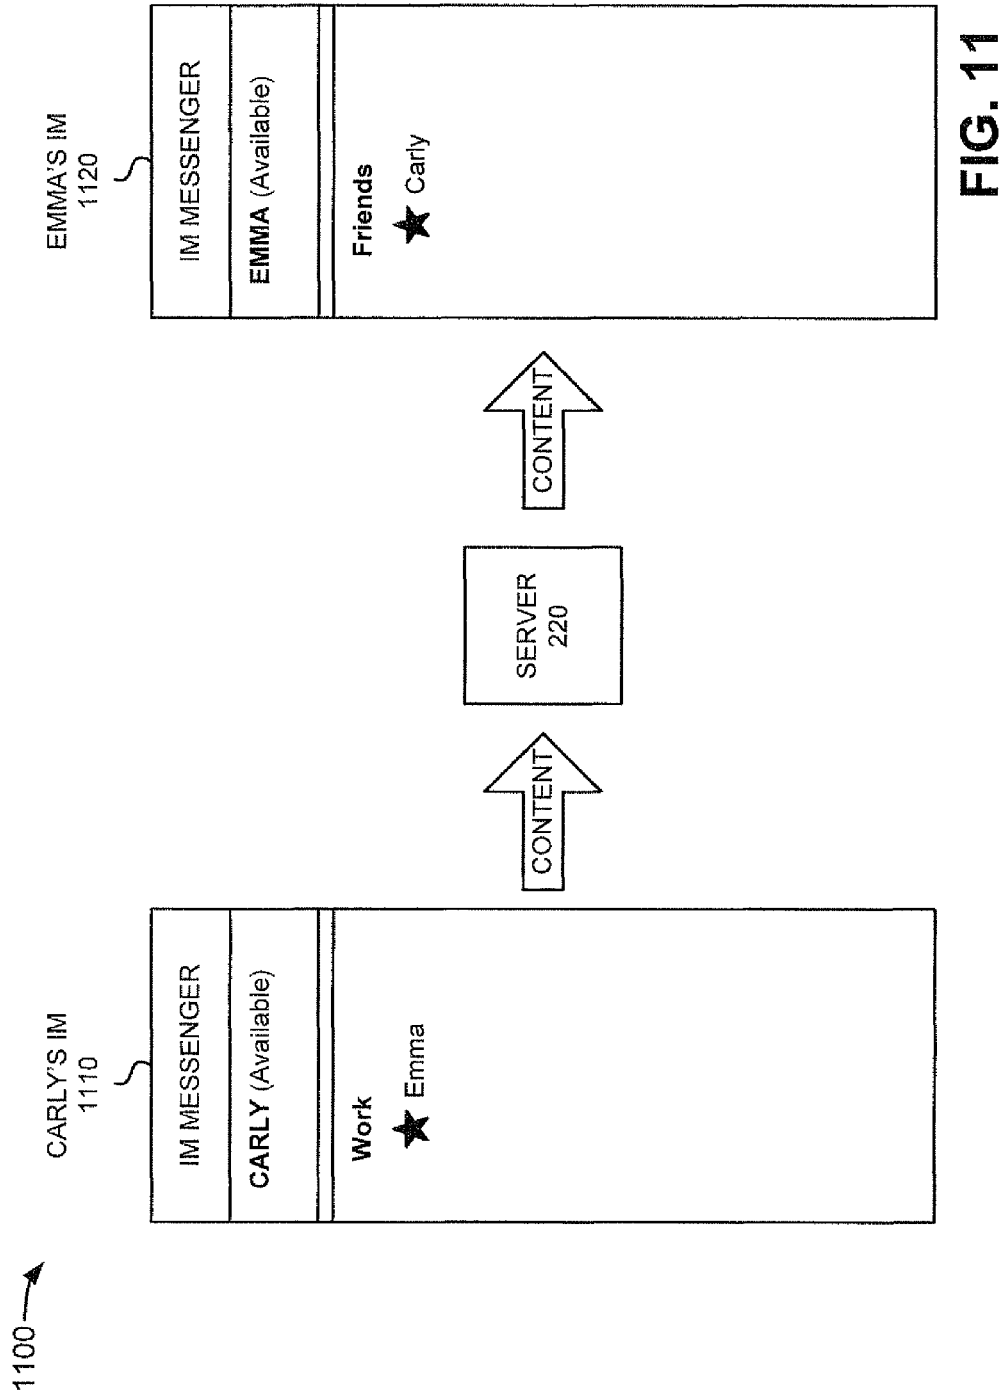 1100
CARLY'S IM
1110
IM MESSENGER
CARLY (Available)
Work
Emma
CONTENT
SERVER
220
CONTENT
EMMA'S IM
1120
IM MESSENGER
EMMA (Available)
Friends
Carly
FIG. 11